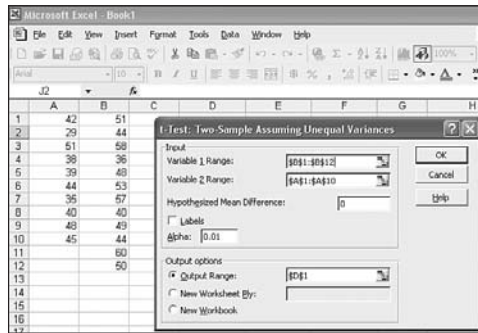 Microsoft Excel - Book1
File Edit View Insert Format Tools Data Window Help
100%
Arial 10 B I U
J2 fx
A B C D E F G H
1 42 51
2 29 44
3 51 58
4 38 36
5 39 48
6 44 53
7 35 57
8 40 40
9 48 49
10 45 44
11 60
12 50
13
14
15
16
17
t-Test: Two-Sample Assuming Unequal Variances
Input
Variable 1 Range: $B$1:$B$12
Variable 2 Range: $A$1:$A$10
Hypothesized Mean Difference: 0
Labels
Alpha: 0.01
Output options
Output Range: $D$1
New Worksheet Ply:
New Workbook
OK
Cancel
Help